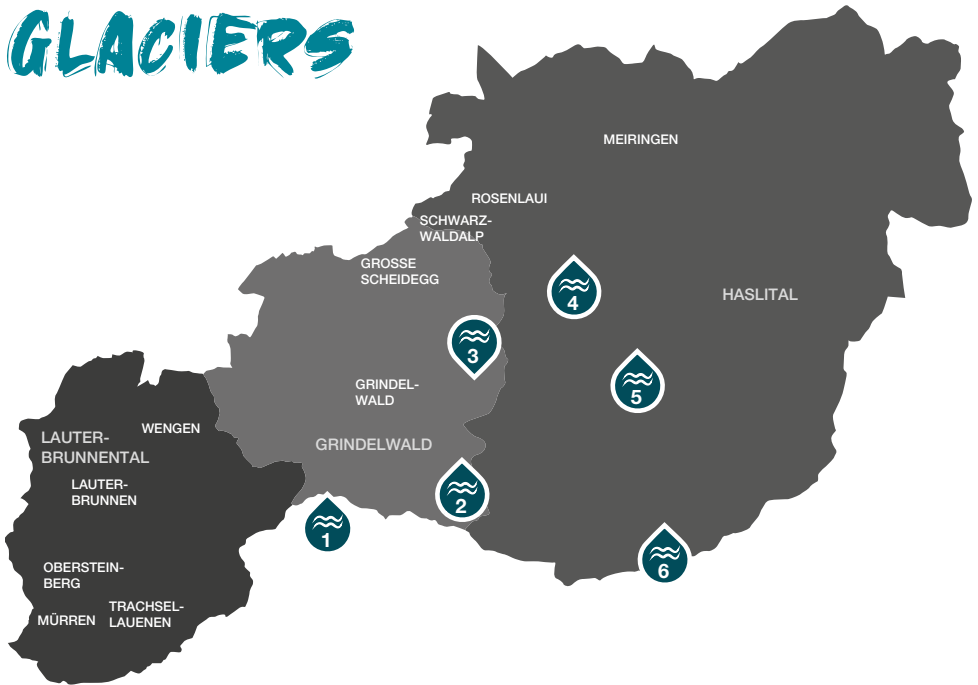 GLACIERS
MEIRINGEN
ROSENLAUI
SCHWARZ-
WALDALP
GROSSE
SCHEIDEGG
4
HASLITAL
3
GRINDEL-
WALD
5
WENGEN
LAUTER-
BRUNNENTAL
GRINDELWALD
LAUTER-
BRUNNEN
2
1
6
OBERSTEIN-
BERG
TRACHSEL-
LAUENEN
MÜRREN